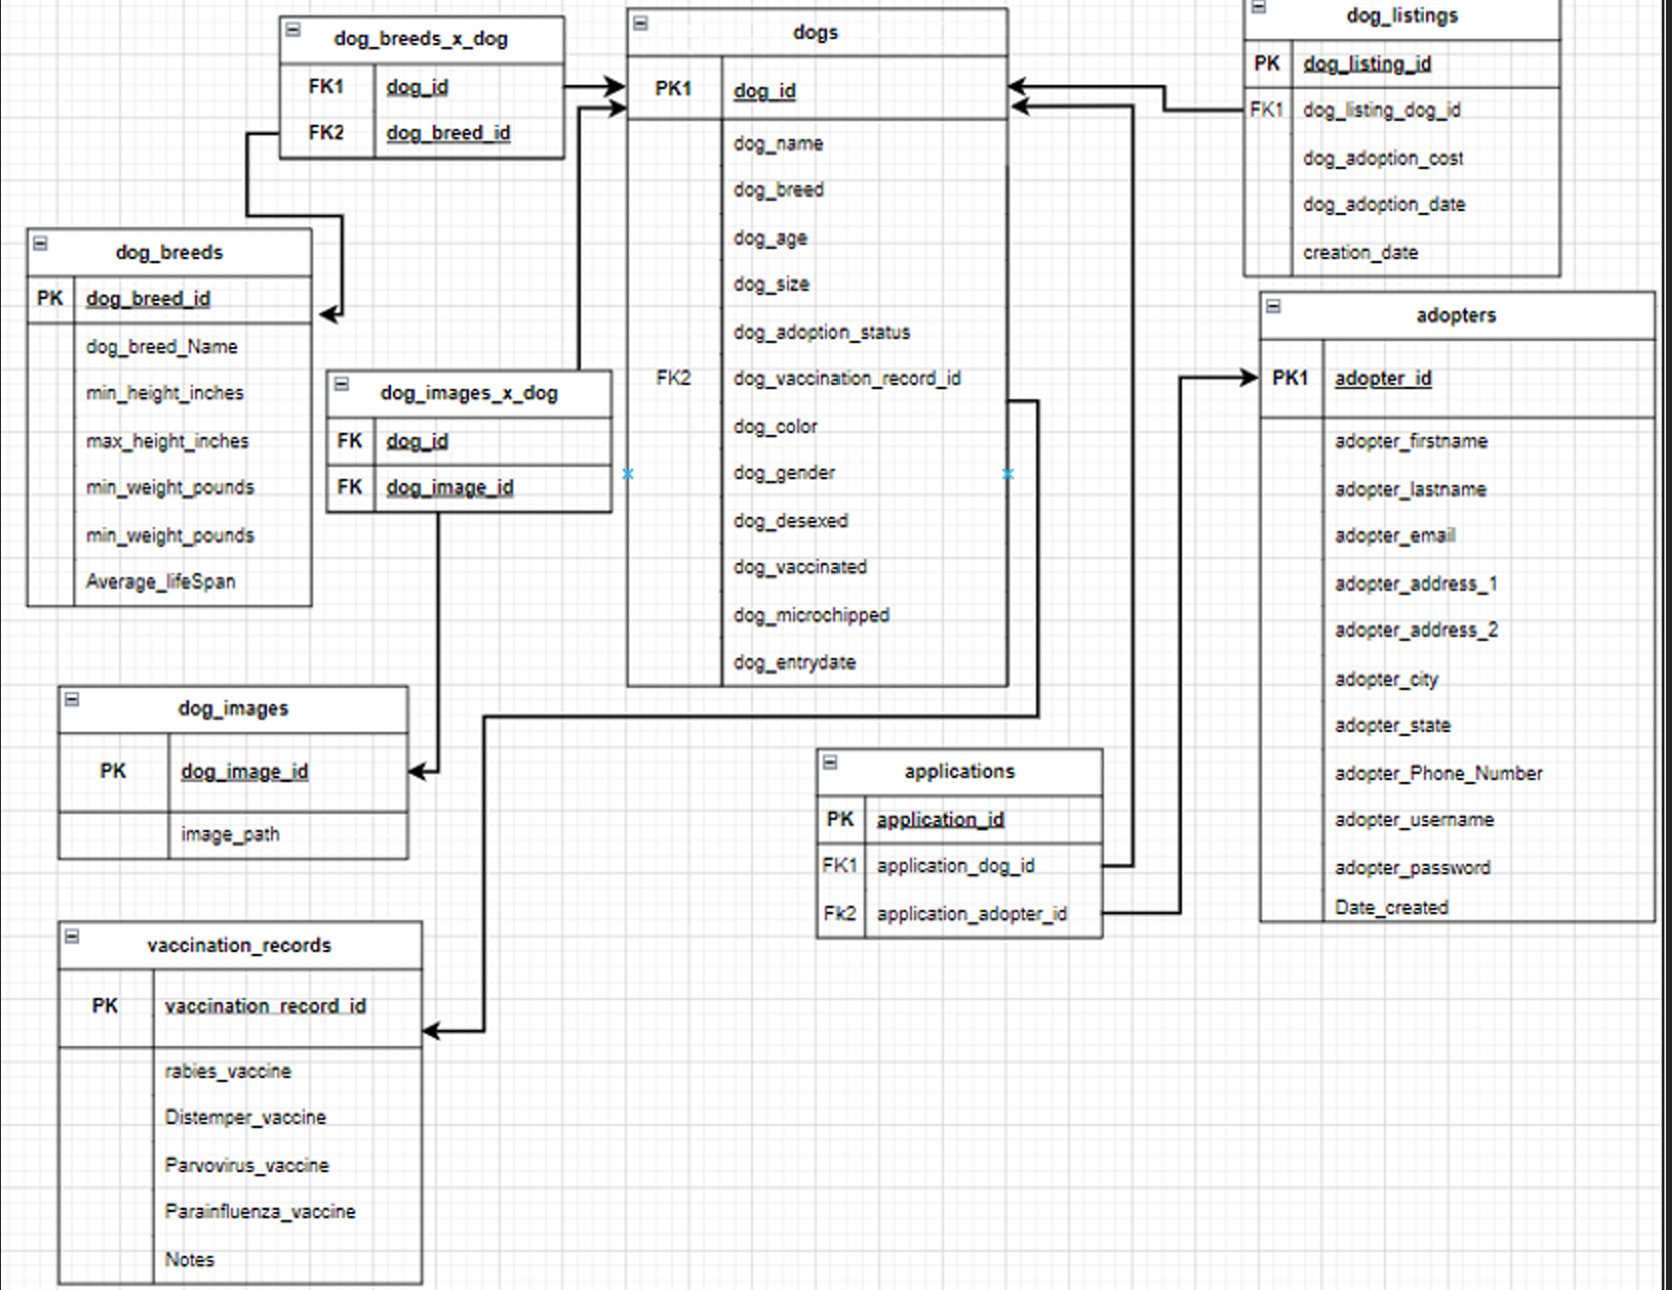 dog_breeds_x_dog
FK1 dog_id
FK2 dog_breed_id
dogs
PK1 dog_id
dog_name
dog_breed
dog_age
dog_size
dog_adoption_status
FK2 dog_vaccination_record_id
dog_color
dog_gender
dog_desexed
dog_vaccinated
dog_microchipped
dog_entrydate
dog_listings
PK dog_listing_id
FK1 dog_listing_dog_id
dog_adoption_cost
dog_adoption_date
creation_date
dog_breeds
PK dog_breed_id
dog_breed_Name
min_height_inches
max_height_inches
min_weight_pounds
min_weight_pounds
Average_lifeSpan
dog_images_x_dog
FK dog_id
FK dog_image_id
adopters
PK1 adopter_id
adopter_firstname
adopter_lastname
adopter_email
adopter_address_1
adopter_address_2
adopter_city
adopter_state
adopter_Phone_Number
adopter_username
adopter_password
Date_created
dog_images
PK dog_image_id
image_path
applications
PK application_id
FK1 application_dog_id
Fk2 application_adopter_id
vaccination_records
PK vaccination_record_id
rabies_vaccine
Distemper_vaccine
Parvovirus_vaccine
Parainfluenza_vaccine
Notes